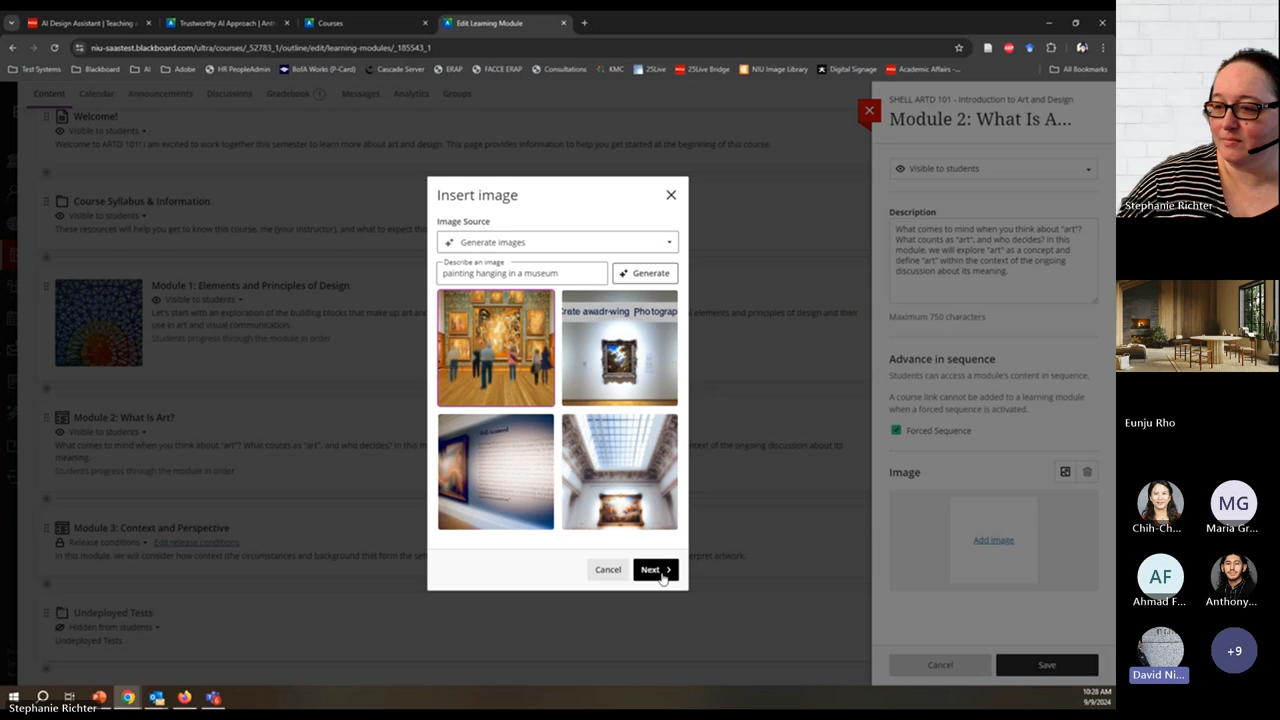 AI Design Assistant | Teaching a
Trustworthy AI Approach | Anth
Courses
Edit Learning Module
niu-saastest.blackboard.com/ultra/courses/_52783_1/outline/edit/learning-modules/_185543_1
Test Systems
Blackboard
AI
Adobe
HR PeopleAdmin
BofA Works (P-Card)
Cascade Server
ERAP
FACCE ERAP
Consultations
KMC
25Live
25Live Bridge
NIU Image Library
Digital Signage
Academic Affairs -...
All Bookmarks
Content
Calendar
Announcements
Discussions
Gradebook 1
Messages
Analytics
Groups
Welcome!
Visible to students
Welcome to ARTD 101! I am excited to work together this semester to learn more about art and design. This page provides information to help you get started at the beginning of this course.
Course Syllabus & Information
Visible to students
These resources will help you get to know this course, me (your instructor), and what to expect
Module 1: Elements and Principles of Design
Visible to students
Let's start with an exploration of the building blocks that make up art and
elements and principles of design and their
use in art and visual communication.
Students progress through the module in order
Module 2: What Is Art?
Visible to students
What comes to mind when you think about "art"? What counts as "art", and who decides? In this
context of the ongoing discussion about its
meaning.
Students progress through the module in order
Module 3: Context and Perspective
Release conditions
Edit release conditions
In this module, we will consider how context (the circumstances and background that form the
interpret artwork.
Undeployed Tests
Hidden from students
Undeployed Tests
Insert image
Image Source
Generate images
Describe an image
painting hanging in a museum
Generate
Cancel
Next
SHELL ARTD 101 - Introduction to Art and Design
Module 2: What Is A...
Visible to students
Description
What comes to mind when you think about "art"?
What counts as "art", and who decides? In this
module, we will explore "art" as a concept and
define "art" within the context of the ongoing
discussion about its meaning.
Maximum 750 characters
Advance in sequence
Students can access a module's content in sequence.
A course link cannot be added to a learning module
when a forced sequence is activated.
Forced Sequence
Image
Add image
Cancel
Save
10:28 AM
9/9/2024
Stephanie Richter
Stephanie Richter
Eunju Rho
Chih-Ch...
MG
Maria Gr...
AF
Ahmad F...
Anthony...
David Ni...
+9